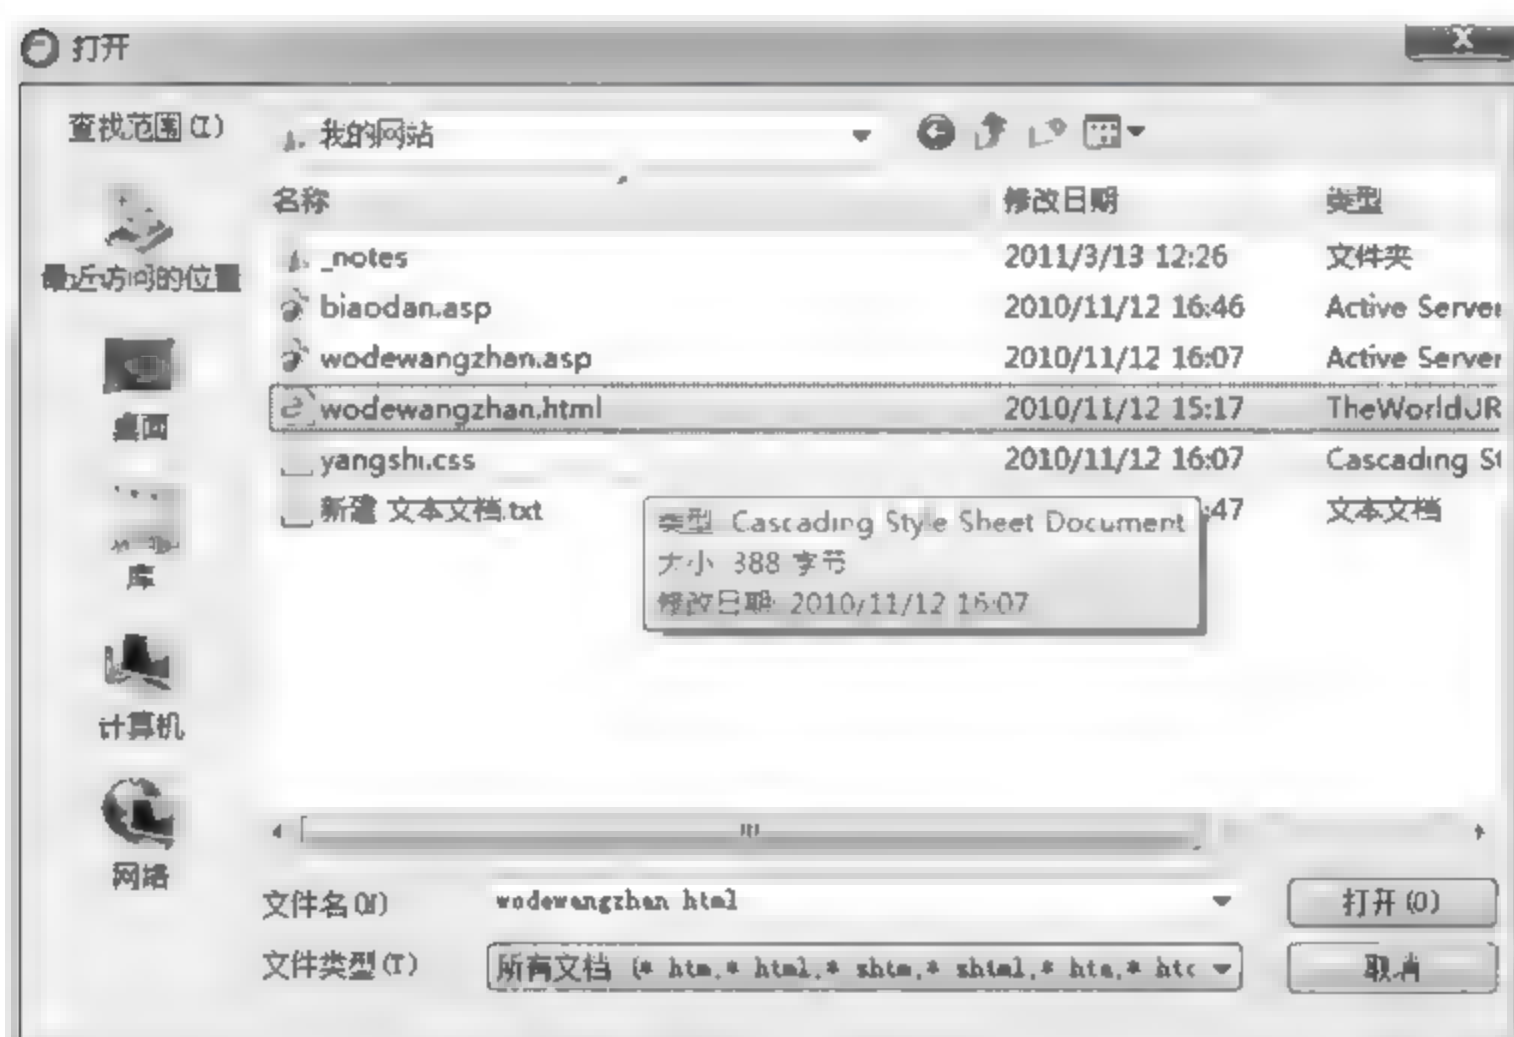 打开
查找范围(I)
我的网站
名称 修改日期 类型
_notes 2011/3/13 12:26 文件夹
biaodan.asp 2010/11/12 16:46 Active Server
wodewangzhan.asp 2010/11/12 16:07 Active Server
wodewangzhan.html 2010/11/12 15:17 TheWorldUR
yangshi.css 2010/11/12 16:07 Cascading St
新建 文本文档.txt :47 文本文档
类型 Cascading Style Sheet Document
大小 388 字节
修改日期: 2010/11/12 16:07
最近访问的位置
桌面
库
计算机
网络
文件名(N) wodewangzhan html 打开(O)
文件类型(T) 所有文档 (* htm,* html,* shtm,* shtml,* hta,* htc 取消